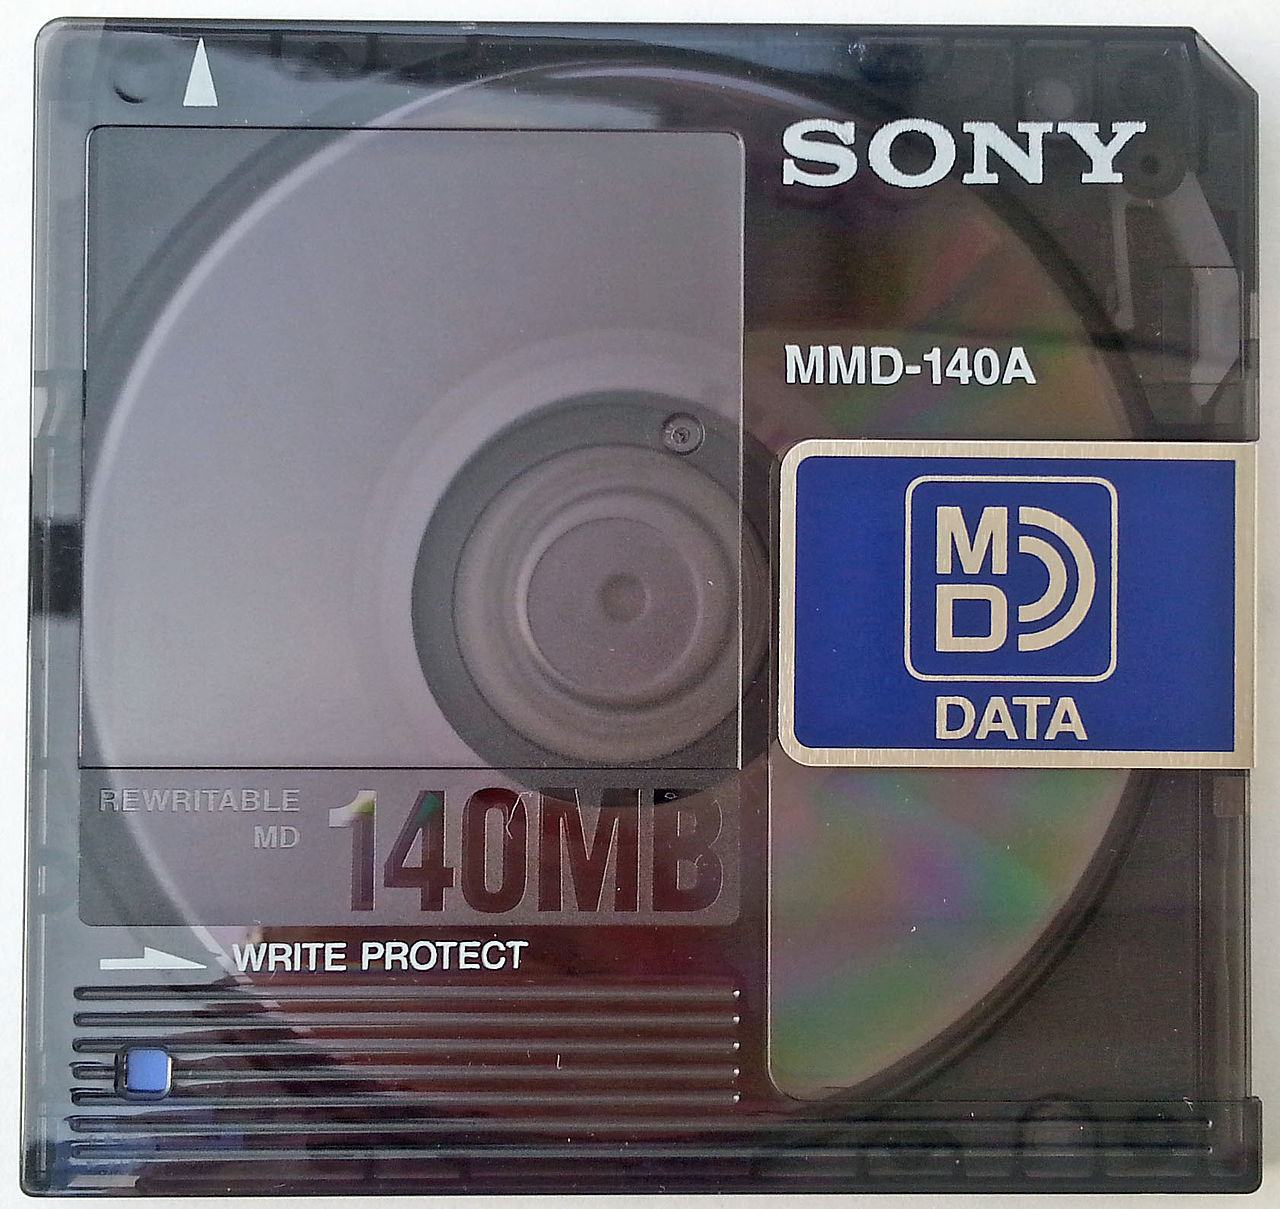 SONY
MMD-140A
MD
DATA
REWRITABLE
MD
140MB
WRITE PROTECT